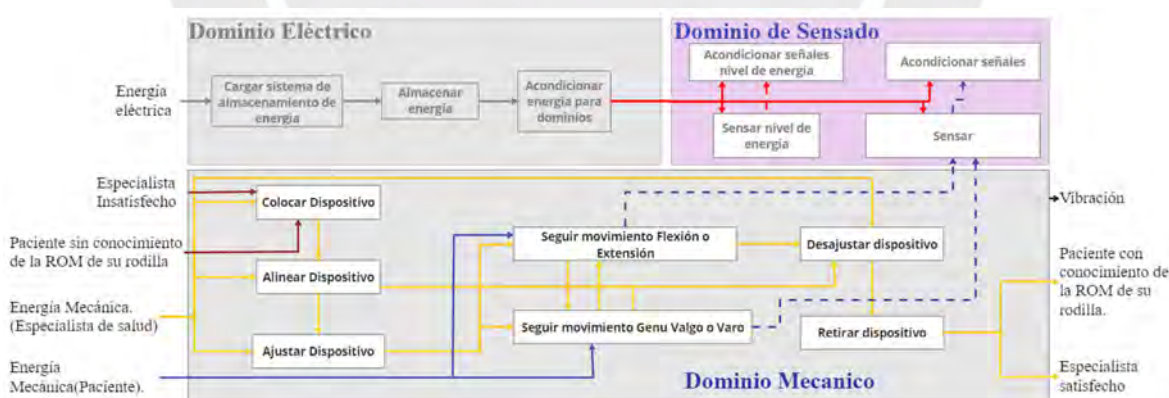 Dominio Eléctrico
Dominio de Sensado
Energía
eléctrica
Cargar sistema de
almacenamiento de
energía
Almacenar
energía
Acondicionar
energía para
dominios
Acondicionar señales
nivel de energía
Acondicionar señales
Sensar nivel de
energía
Sensar
Especialista
Insatisfecho
Paciente sin conocimiento
de la ROM de su rodilla
Energía Mecánica.
(Especialista de salud)
Energía
Mecánica(Paciente).
Colocar Dispositivo
Alinear Dispositivo
Ajustar Dispositivo
Seguir movimiento Flexión o
Extensión
Seguir movimiento Genu Valgo o Varo
Desajustar dispositivo
Retirar dispositivo
Dominio Mecanico
Vibración
Paciente con
conocimiento de
la ROM de su
rodilla.
Especialista
satisfecho